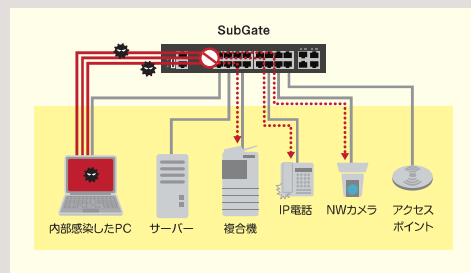 SubGate
内部感染したPC
サーバー
複合機
IP電話
NWカメラ
アクセス
ポイント